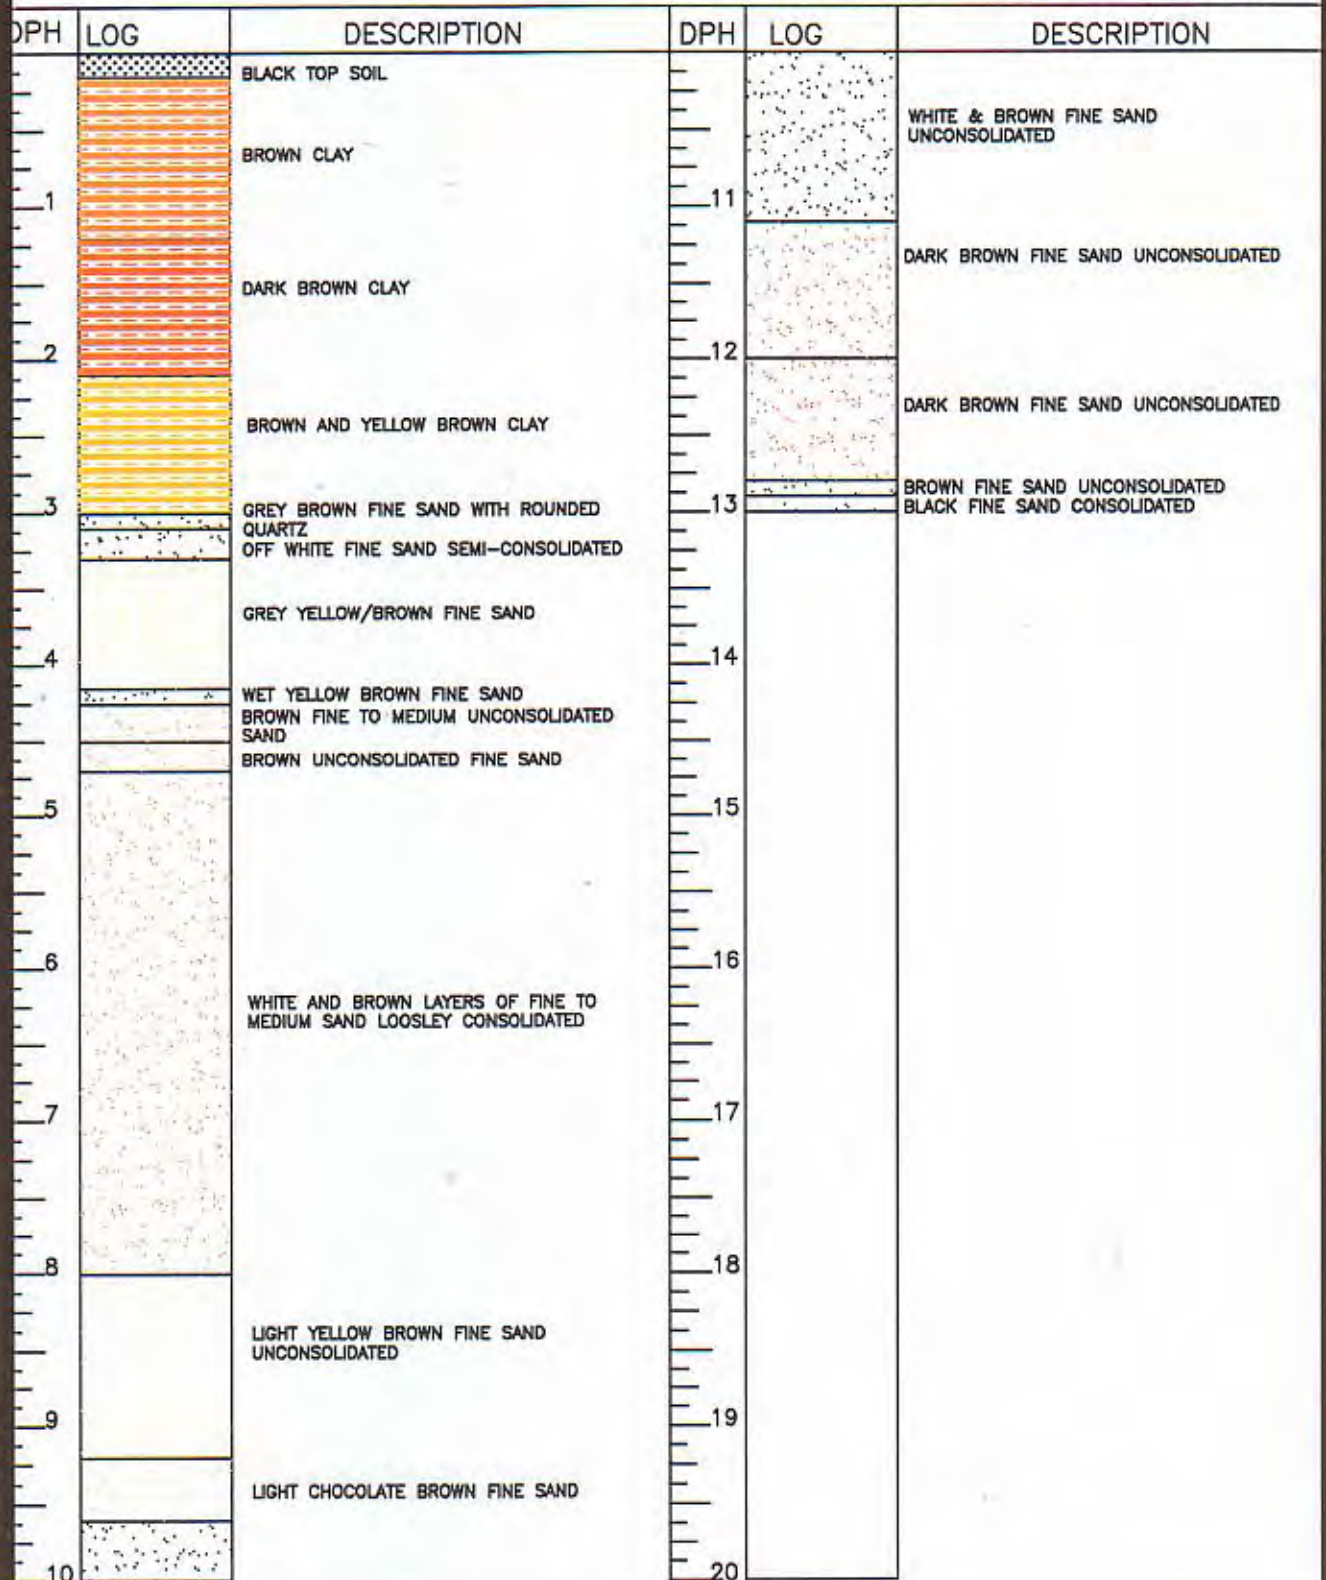 DPH LOG DESCRIPTION
BLACK TOP SOIL
BROWN CLAY
1
DARK BROWN CLAY
2
BROWN AND YELLOW BROWN CLAY
3
GREY BROWN FINE SAND WITH ROUNDED
QUARTZ
OFF WHITE FINE SAND SEMI-CONSOLIDATED
GREY YELLOW/BROWN FINE SAND
4
WET YELLOW BROWN FINE SAND
BROWN FINE TO MEDIUM UNCONSOLIDATED
SAND
BROWN UNCONSOLIDATED FINE SAND
5
6
WHITE AND BROWN LAYERS OF FINE TO
MEDIUM SAND LOOSLEY CONSOLIDATED
7
8
LIGHT YELLOW BROWN FINE SAND
UNCONSOLIDATED
9
LIGHT CHOCOLATE BROWN FINE SAND
10
DPH LOG DESCRIPTION
WHITE & BROWN FINE SAND
UNCONSOLIDATED
11
DARK BROWN FINE SAND UNCONSOLIDATED
12
DARK BROWN FINE SAND UNCONSOLIDATED
BROWN FINE SAND UNCONSOLIDATED
13
BLACK FINE SAND CONSOLIDATED
14
15
16
17
18
19
20